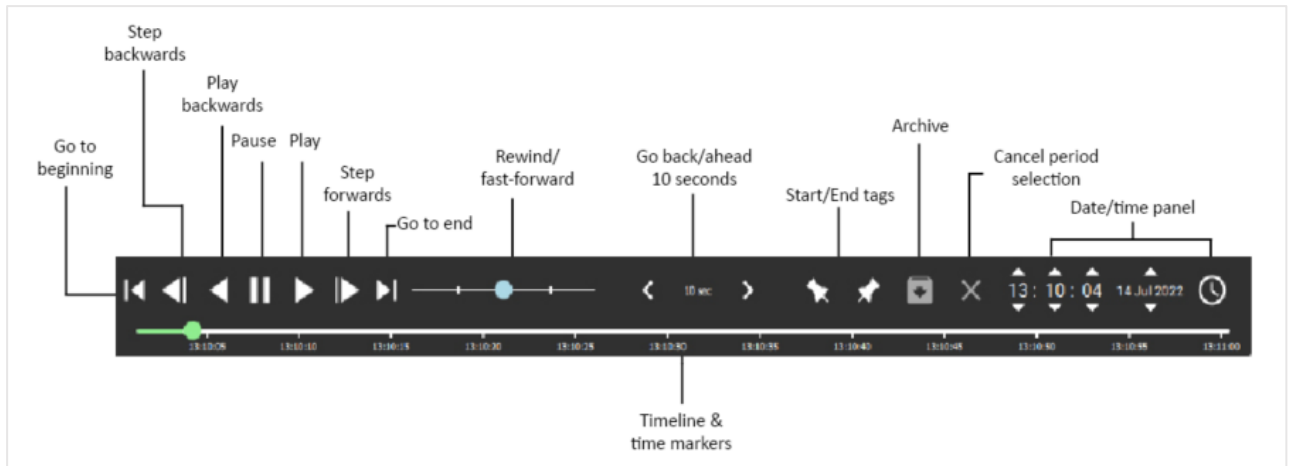 Step
backwards
Play
backwards
Pause
Play
Go to
beginning
Step
forwards
Go to end
Rewind/
fast-forward
Go back/ahead
10 seconds
Start/End tags
Archive
Cancel period
selection
Date/time panel
10 sec
13 : 10 : 04 14 Jul 2022
13:10:05 13:10:10 13:10:15 13:10:20 13:10:25 13:10:30 13:10:35 13:10:40 13:10:45 13:10:50 13:10:55 13:11:00
Timeline &
time markers